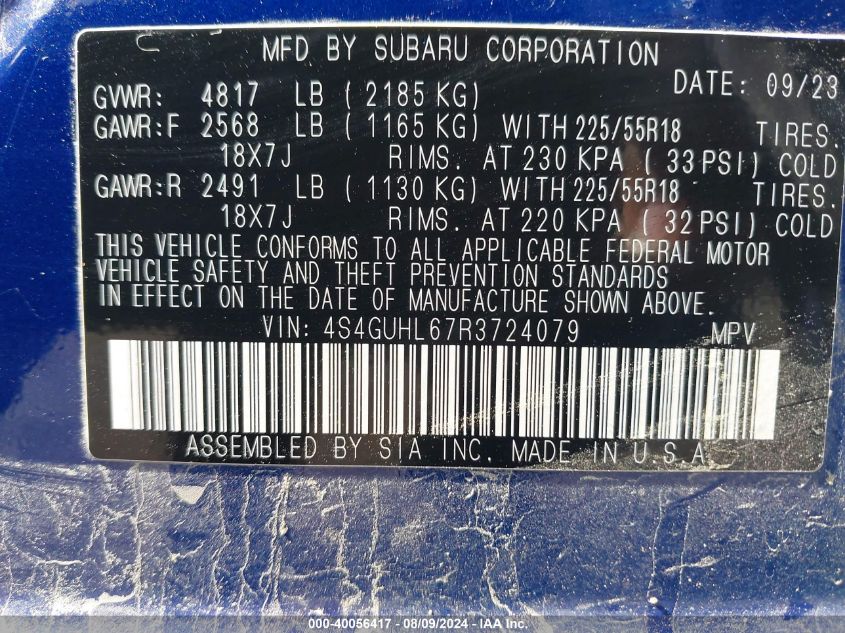 MFD BY SUBARU CORPORATION
DATE: 09/23
GVWR: 4817 LB ( 2185 KG)
GAWR:F 2568 LB ( 1165 KG) WITH 225/55R18 TIRES.
18X7J RIMS. AT 230 KPA ( 33 PSI) COLD
GAWR:R 2491 LB ( 1130 KG) WITH 225/55R18 TIRES.
18X7J RIMS. AT 220 KPA ( 32 PSI) COLD
THIS VEHICLE CONFORMS TO ALL APPLICABLE FEDERAL MOTOR
VEHICLE SAFETY AND THEFT PREVENTION STANDARDS
IN EFFECT ON THE DATE OF MANUFACTURE SHOWN ABOVE.
VIN: 4S4GUHL67R3724079 MPV
ASSEMBLED BY SIA INC. MADE IN U.S.A
000-40056417 - 08/09/2024 - IAAI Inc.